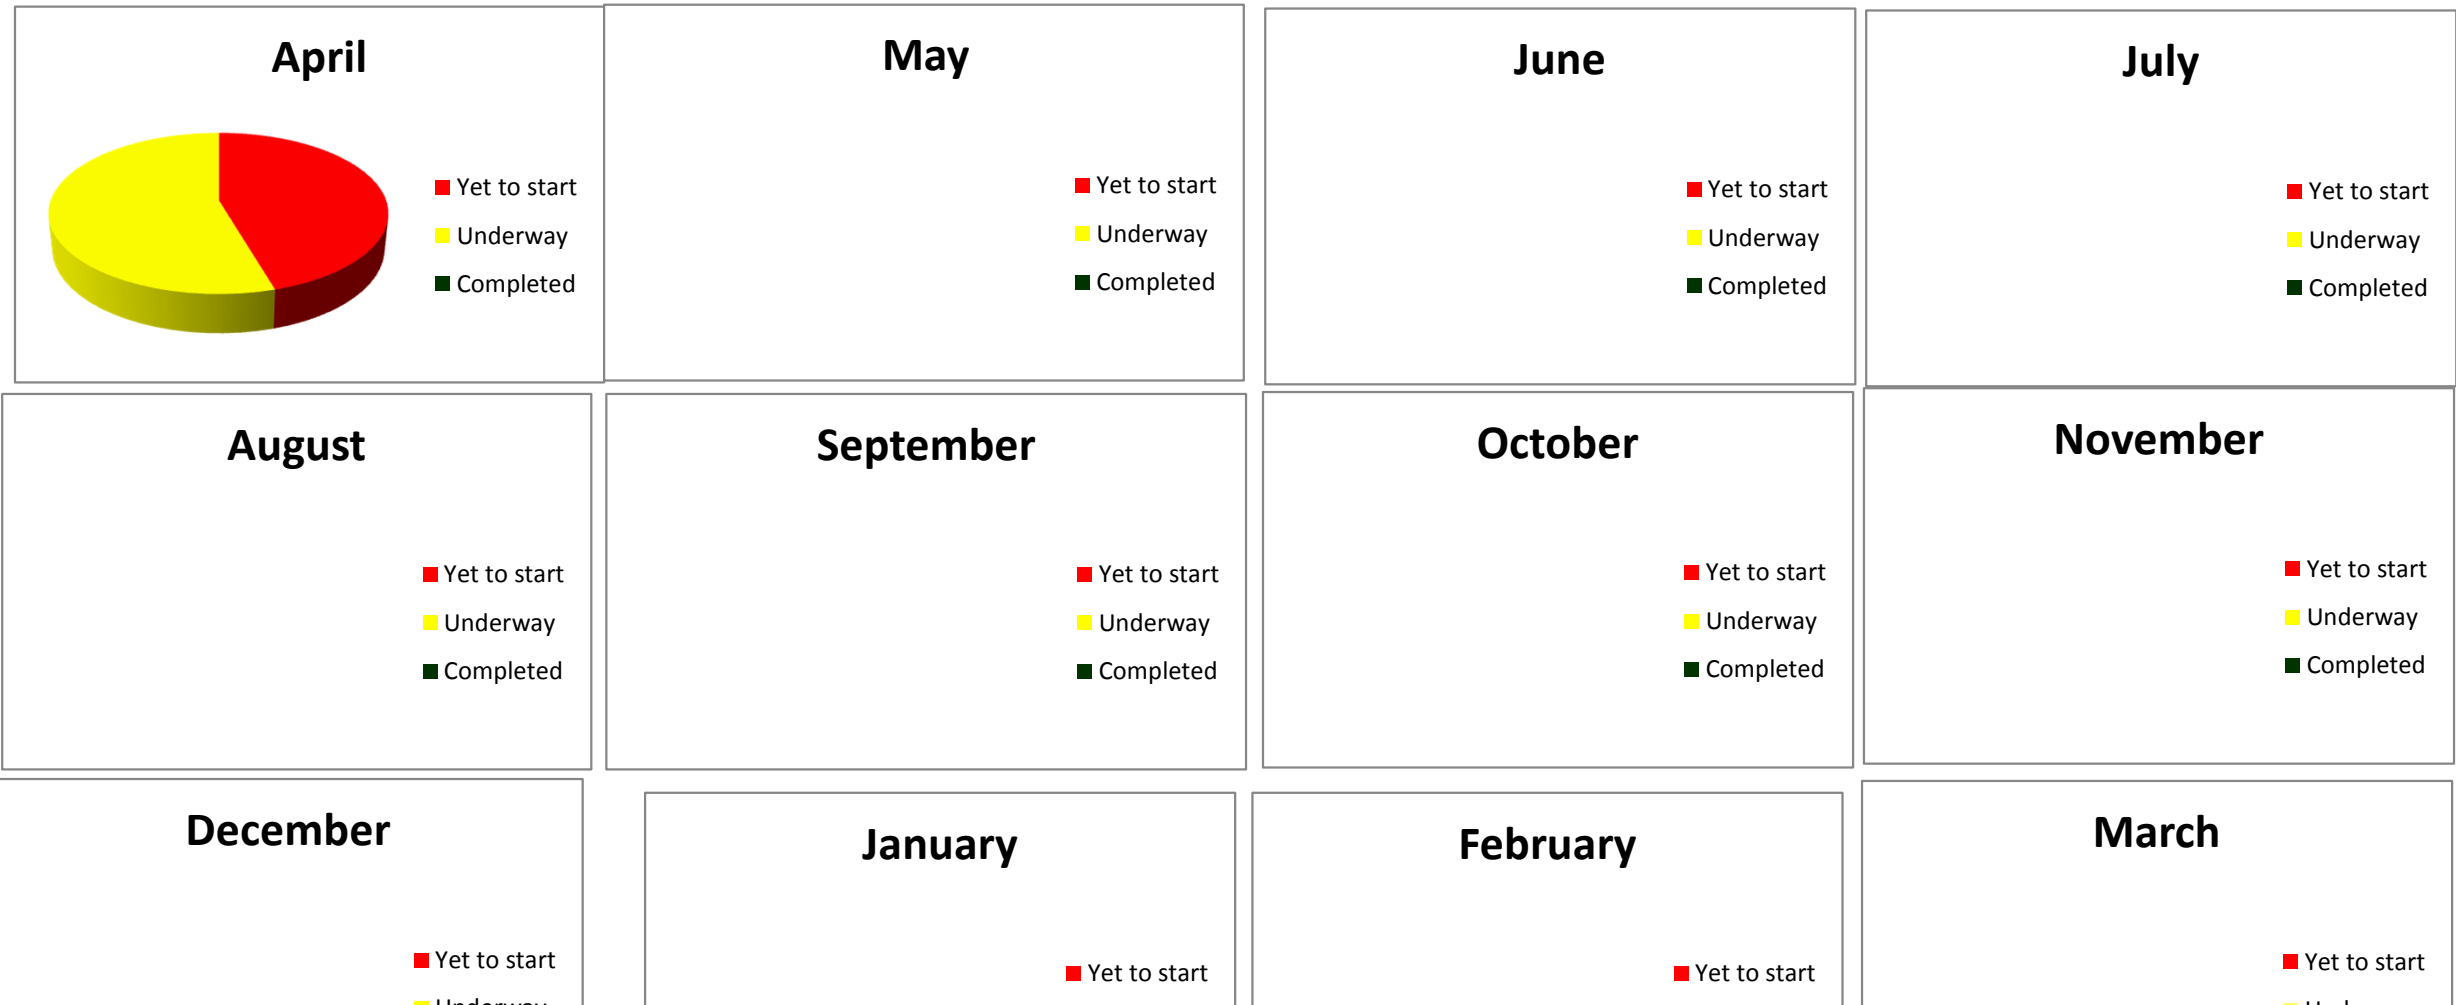 April
Yet to start
Underway
Completed
May
Yet to start
Underway
Completed
June
Yet to start
Underway
Completed
July
Yet to start
Underway
Completed
August
Yet to start
Underway
Completed
September
Yet to start
Underway
Completed
October
Yet to start
Underway
Completed
November
Yet to start
Underway
Completed
December
Yet to start
Underway
January
Yet to start
February
Yet to start
March
Yet to start